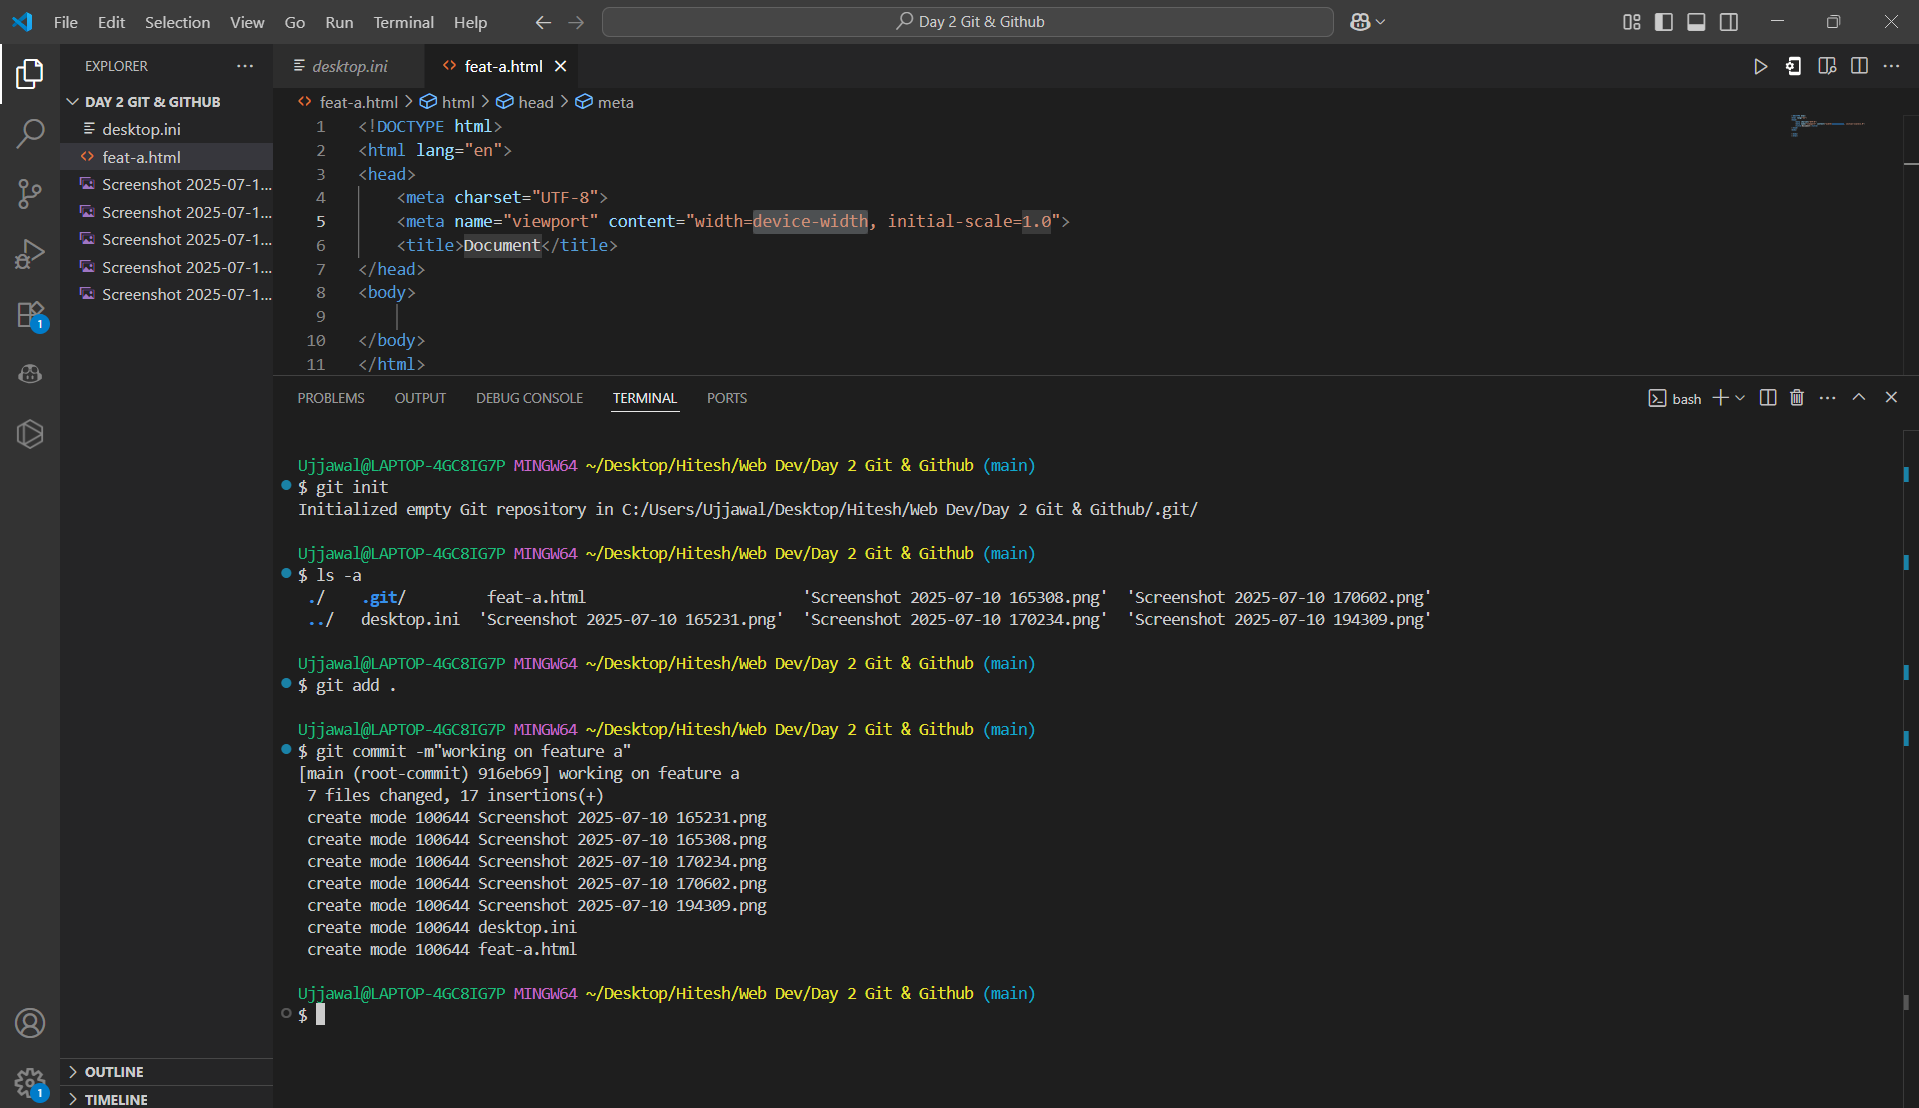 File Edit Selection View Go Run Terminal Help
Day 2 Git & Github
EXPLORER
DAY 2 GIT & GITHUB
desktop.ini
feat-a.html
Screenshot 2025-07-1...
Screenshot 2025-07-1...
Screenshot 2025-07-1...
Screenshot 2025-07-1...
Screenshot 2025-07-1...
1
OUTLINE
TIMELINE
1
desktop.ini
feat-a.html
feat-a.html > html > head > meta
1 <!DOCTYPE html>
2 <html lang="en">
3 <head>
4 <meta charset="UTF-8">
5 <meta name="viewport" content="width=device-width, initial-scale=1.0">
6 <title>Document</title>
7 </head>
8 <body>
9
10 </body>
11 </html>
PROBLEMS OUTPUT DEBUG CONSOLE TERMINAL PORTS
bash
Ujjawal@LAPTOP-4GC8IG7P MINGW64 ~/Desktop/Hitesh/Web Dev/Day 2 Git & Github (main)
$ git init
Initialized empty Git repository in C:/Users/Ujjawal/Desktop/Hitesh/Web Dev/Day 2 Git & Github/.git/
Ujjawal@LAPTOP-4GC8IG7P MINGW64 ~/Desktop/Hitesh/Web Dev/Day 2 Git & Github (main)
$ ls -a
./ .git/ feat-a.html 'Screenshot 2025-07-10 165308.png' 'Screenshot 2025-07-10 170602.png'
../ desktop.ini 'Screenshot 2025-07-10 165231.png' 'Screenshot 2025-07-10 170234.png' 'Screenshot 2025-07-10 194309.png'
Ujjawal@LAPTOP-4GC8IG7P MINGW64 ~/Desktop/Hitesh/Web Dev/Day 2 Git & Github (main)
$ git add .
Ujjawal@LAPTOP-4GC8IG7P MINGW64 ~/Desktop/Hitesh/Web Dev/Day 2 Git & Github (main)
$ git commit -m"working on feature a"
[main (root-commit) 916eb69] working on feature a
7 files changed, 17 insertions(+)
create mode 100644 Screenshot 2025-07-10 165231.png
create mode 100644 Screenshot 2025-07-10 165308.png
create mode 100644 Screenshot 2025-07-10 170234.png
create mode 100644 Screenshot 2025-07-10 170602.png
create mode 100644 Screenshot 2025-07-10 194309.png
create mode 100644 desktop.ini
create mode 100644 feat-a.html
Ujjawal@LAPTOP-4GC8IG7P MINGW64 ~/Desktop/Hitesh/Web Dev/Day 2 Git & Github (main)
$